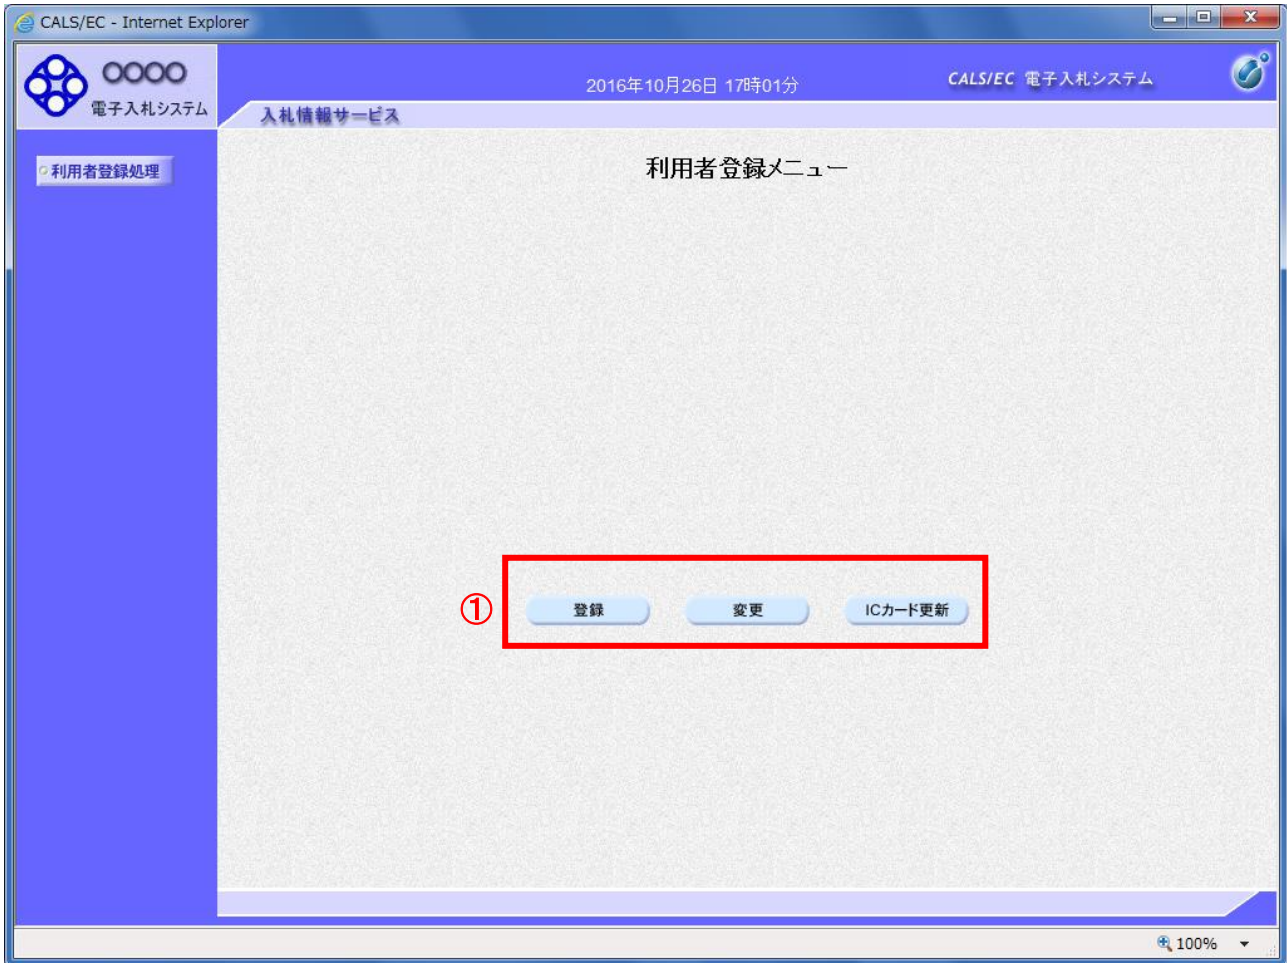 CALS/EC - Internet Explorer
〇〇〇〇
電子入札システム
2016年10月26日 17時01分
CALS/EC 電子入札システム
入札情報サービス
利用者登録処理
利用者登録メニュー
①
登録
変更
ICカード更新
100%